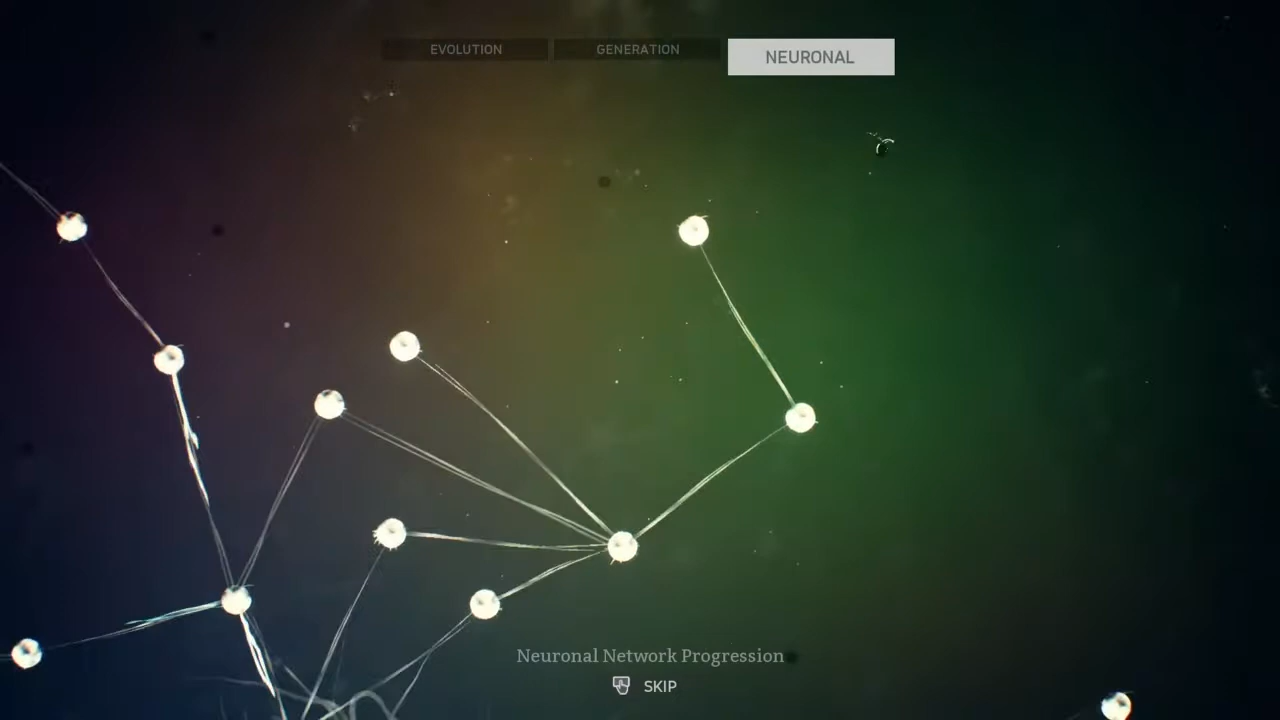 EVOLUTION
GENERATION
NEURONAL
Neuronal Network Progression
SKIP